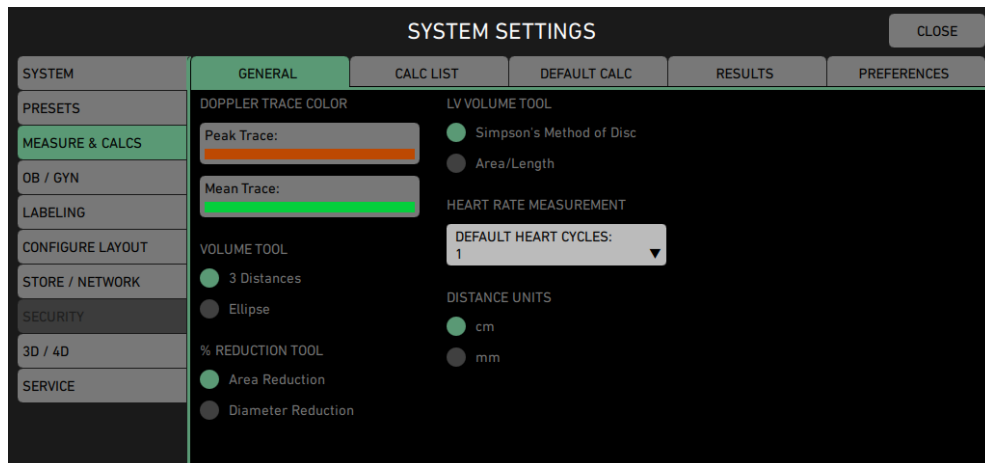 SYSTEM SETTINGS
CLOSE
SYSTEM
PRESETS
MEASURE & CALCS
OB / GYN
LABELING
CONFIGURE LAYOUT
STORE / NETWORK
SECURITY
3D / 4D
SERVICE
GENERAL
CALC LIST
DEFAULT CALC
RESULTS
PREFERENCES
DOPPLER TRACE COLOR
Peak Trace:
Mean Trace:
VOLUME TOOL
3 Distances
Ellipse
% REDUCTION TOOL
Area Reduction
Diameter Reduction
LV VOLUME TOOL
Simpson's Method of Disc
Area/Length
HEART RATE MEASUREMENT
DEFAULT HEART CYCLES:
1
DISTANCE UNITS
cm
mm